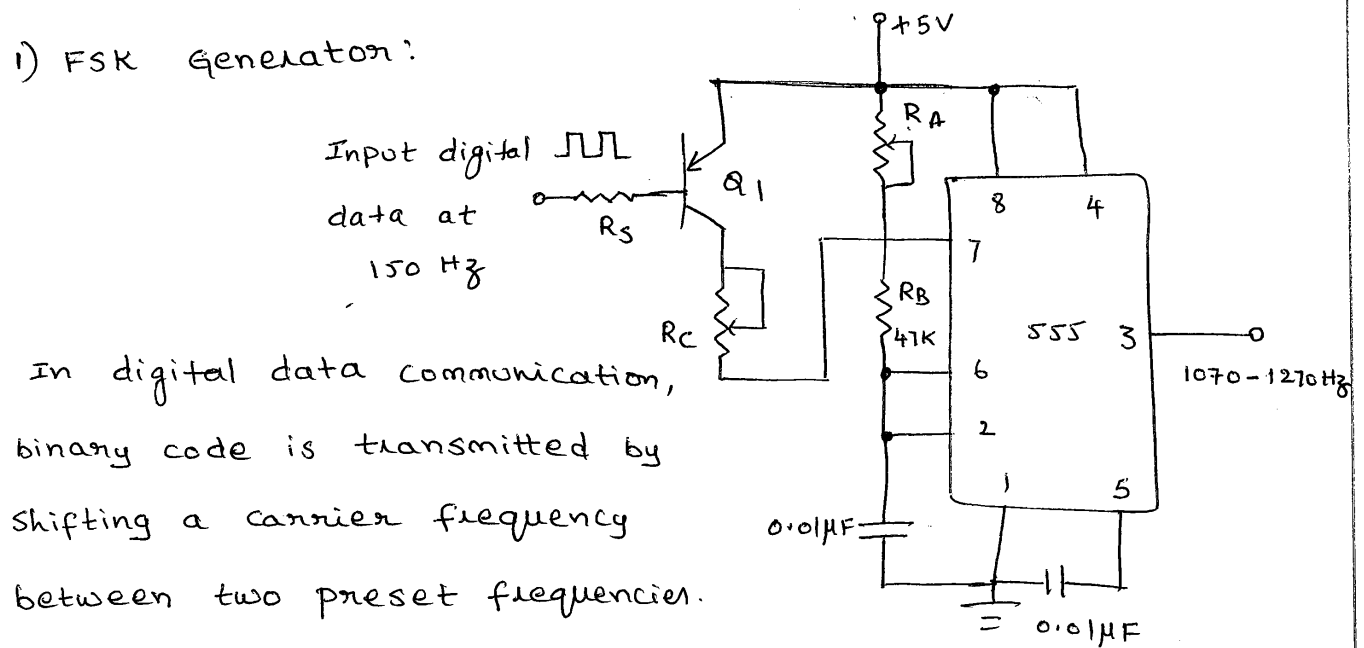 1) FSK Generator:
+5V
RA
Input digital
data at
150 Hz
RS
Q1
8 4
7
RB
47K
RC
555 3
6
1070-1270Hz
2
1 5
0.01μF
0.01μF
In digital data communication,
binary code is transmitted by
shifting a carrier frequency
between two preset frequencies.